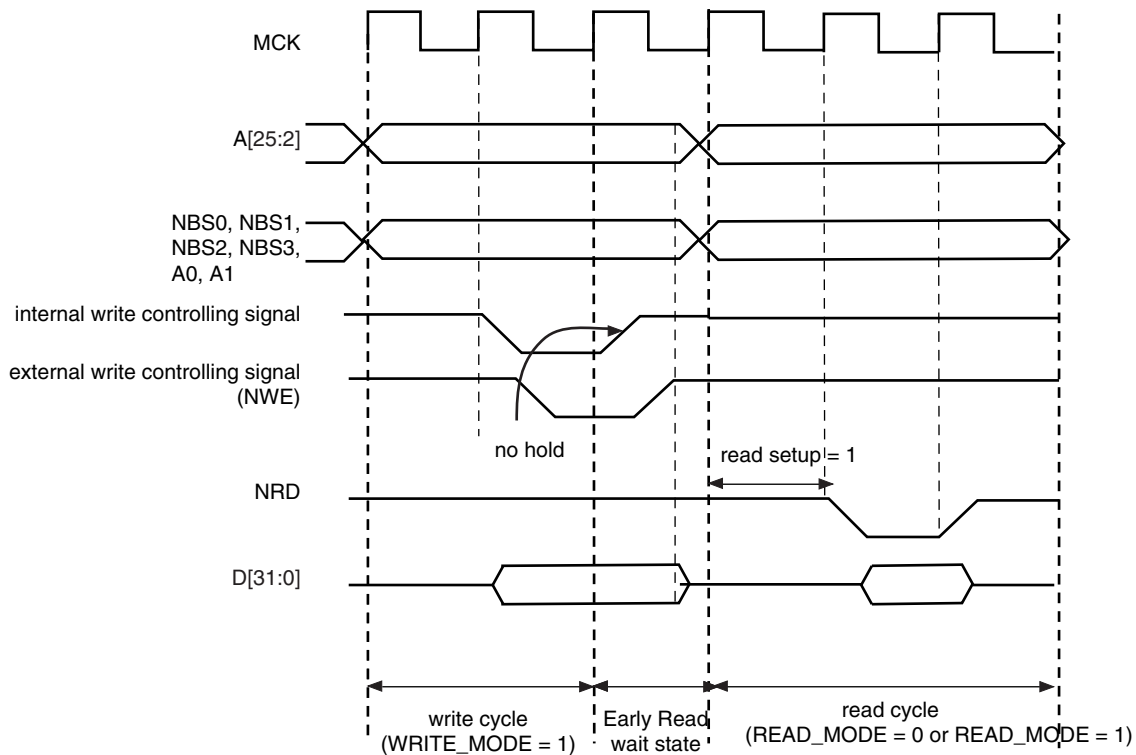 MCK
A[25:2]
NBS0, NBS1,
NBS2, NBS3,
A0, A1
internal write controlling signal
external write controlling signal
(NWE)
no hold
read setup = 1
NRD
D[31:0]
write cycle
(WRITE_MODE = 1)
Early Read
wait state
read cycle
(READ_MODE = 0 or READ_MODE = 1)